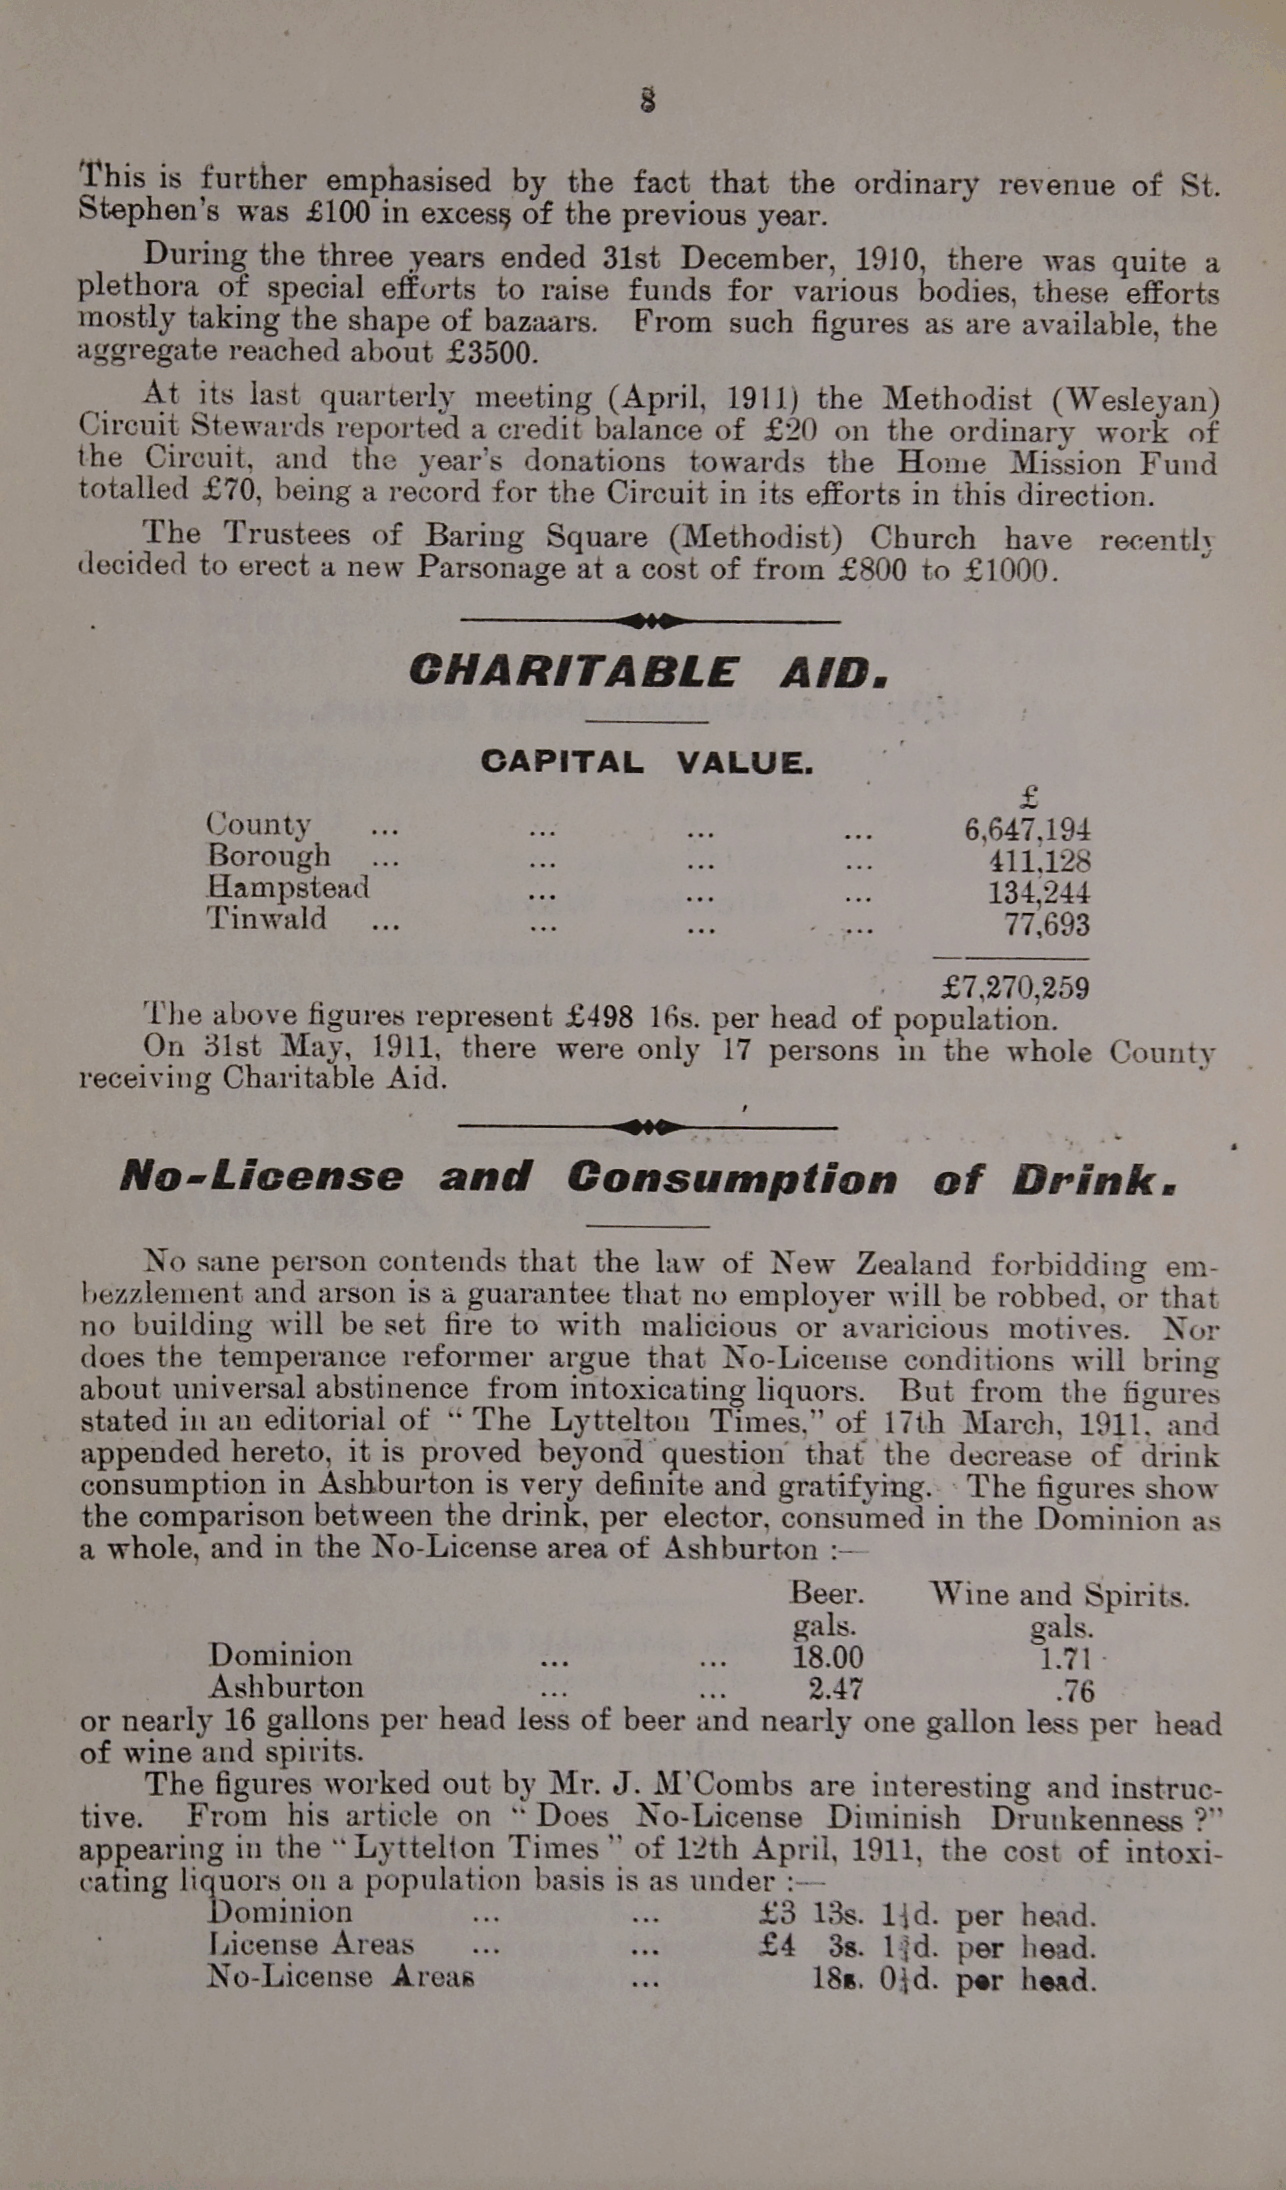 8
This is further emphasised by the fact that the ordinary revenue of St.
Stephen's was £100 in excess of the previous year.
During the three years ended 31st December, 1910, there was quite a
plethora of special efforts to raise funds for various bodies, these efforts
mostly taking the shape of bazaars. From such figures as are available, the
aggregate reached about £3500.
At its last quarterly meeting (April, 1911) the Methodist (Wesleyan)
Circuit Stewards reported a credit balance of £20 on the ordinary work of
the Circuit, and the year's donations towards the Home Mission Fund
totalled £70, being a record for the Circuit in its efforts in this direction.
The Trustees of Baring Square (Methodist) Church have recently
decided to erect a new Parsonage at a cost of from £800 to £1000.
CHARITABLE AID.
CAPITAL VALUE.
£
County ... ... ... ... 6,647,194
Borough ... ... ... ... 411,128
Hampstead ... ... ... 134,244
Tinwald ... ... ... ... 77,693
£7,270,259
The above figures represent £498 16s. per head of population.
On 31st May, 1911, there were only 17 persons in the whole County
receiving Charitable Aid.
No-License and Consumption of Drink.
No sane person contends that the law of New Zealand forbidding em-
bezzlement and arson is a guarantee that no employer will be robbed, or that
no building will be set fire to with malicious or avaricious motives. Nor
does the temperance reformer argue that No-License conditions will bring
about universal abstinence from intoxicating liquors. But from the figures
stated in an editorial of "The Lyttelton Times," of 17th March, 1911, and
appended hereto, it is proved beyond question that the decrease of drink
consumption in Ashburton is very definite and gratifying. The figures show
the comparison between the drink, per elector, consumed in the Dominion as
a whole, and in the No-License area of Ashburton :—
Beer. Wine and Spirits.
gals. gals.
Dominion ... ... 18.00 1.71
Ashburton ... ... 2.47 .76
or nearly 16 gallons per head less of beer and nearly one gallon less per head
of wine and spirits.
The figures worked out by Mr. J. M'Combs are interesting and instruc-
tive. From his article on "Does No-License Diminish Drunkenness ?"
appearing in the "Lyttelton Times" of 12th April, 1911, the cost of intoxi-
cating liquors on a population basis is as under :—
Dominion ... ... £3 13s. per head.
License Areas ... ... £4 3s. per head.
No-License Areas ... 18s. per head.